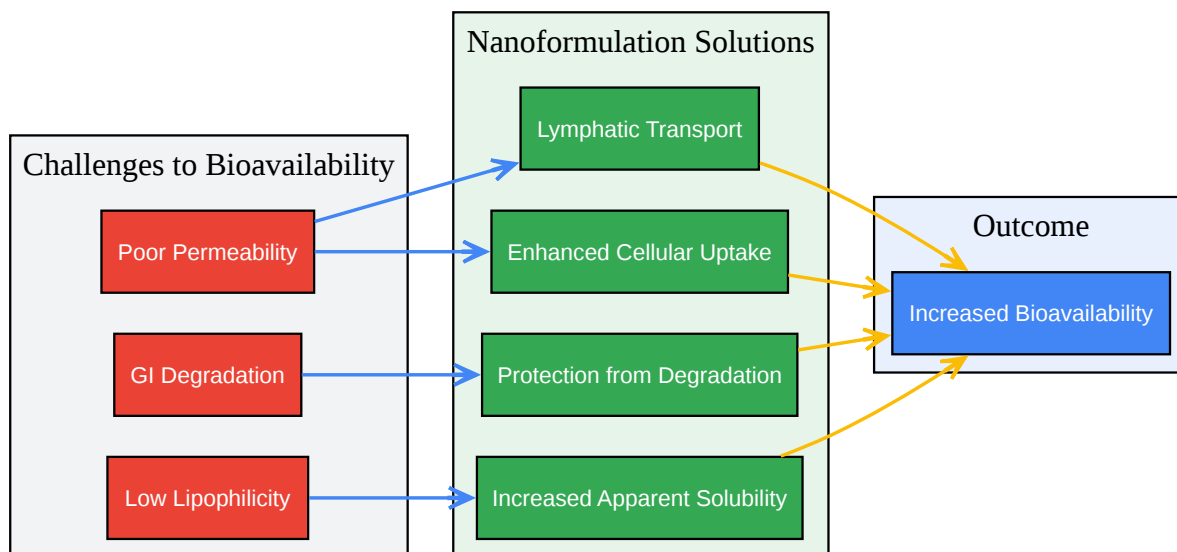 Challenges to Bioavailability
Poor Permeability
GI Degradation
Low Lipophilicity
Nanoformulation Solutions
Lymphatic Transport
Enhanced Cellular Uptake
Protection from Degradation
Increased Apparent Solubility
Outcome
Increased Bioavailability